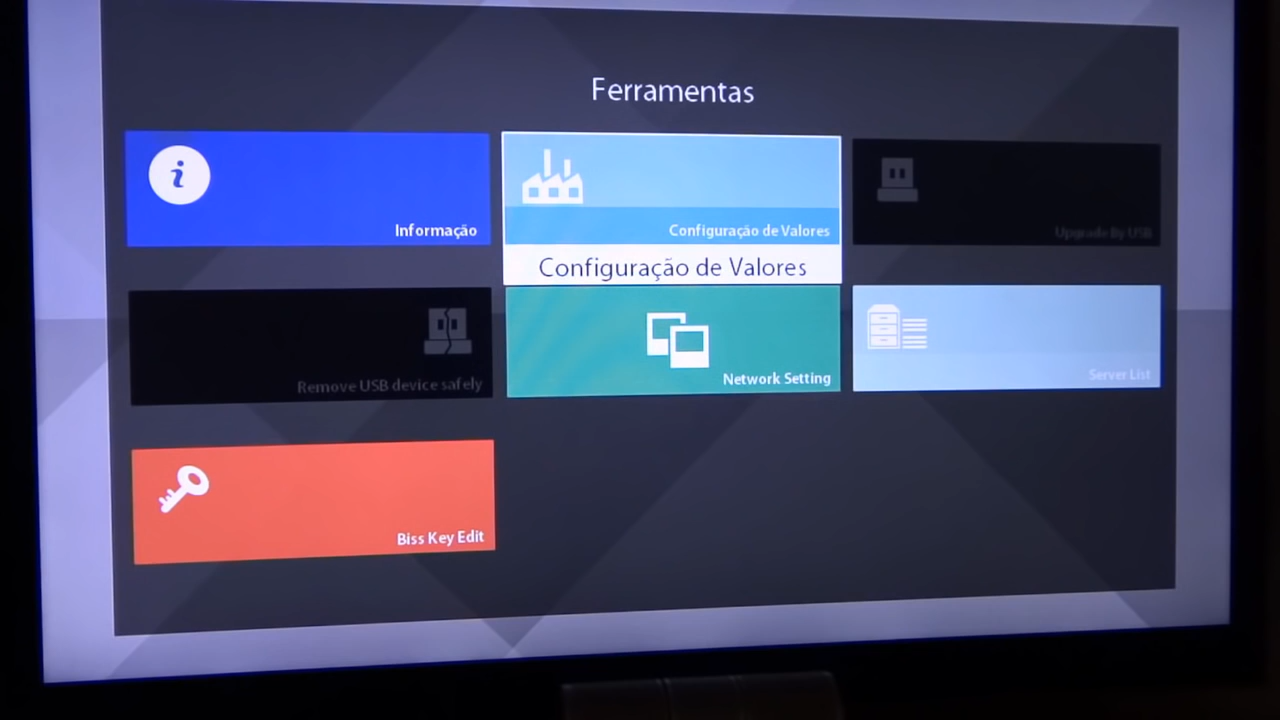 Ferramentas
Informação
Configuração de Valores
Upgrade By USB
Configuração de Valores
Remove USB device safely
Network Setting
Server List
Biss Key Edit